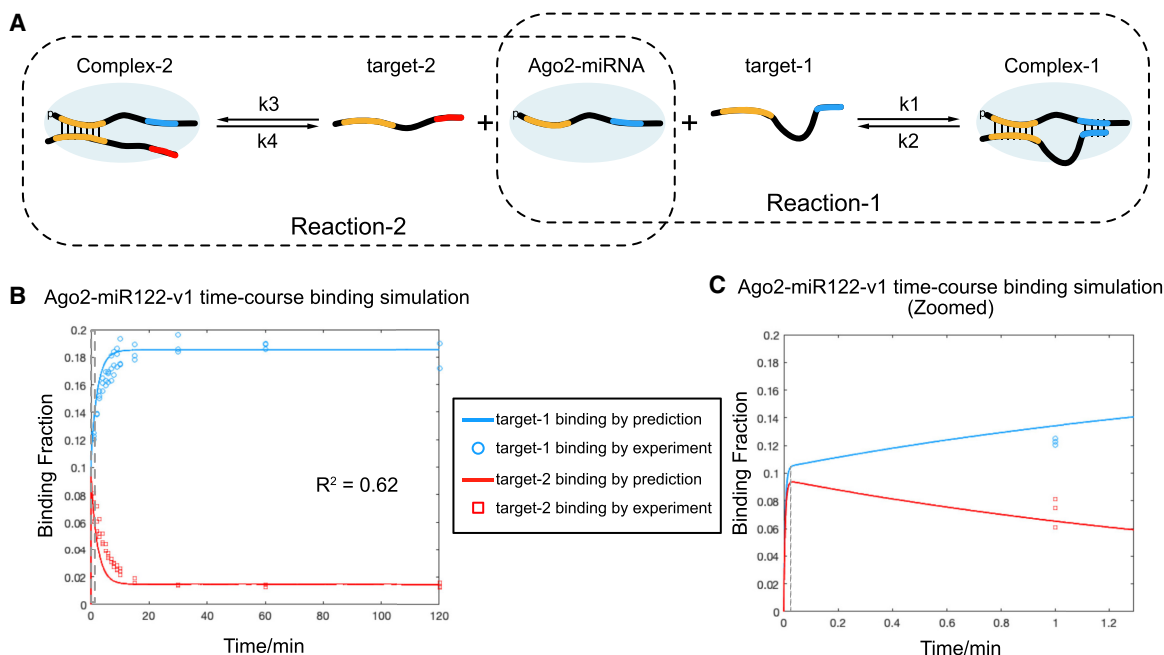 A
Complex-2
target-2
Ago2-miRNA
target-1
Complex-1
p
k3
k4
+
p
+
k1
k2
p
Reaction-2
Reaction-1
B
Ago2-miR122-v1 time-course binding simulation
Binding Fraction
0.2
0.18
0.16
0.14
0.12
0.1
0.08
0.06
0.04
0.02
0
R² = 0.62
0
20
40
60
80
100
120
Time/min
target-1 binding by prediction
target-1 binding by experiment
target-2 binding by prediction
target-2 binding by experiment
C
Ago2-miR122-v1 time-course binding simulation
(Zoomed)
Binding Fraction
0.2
0.18
0.16
0.14
0.12
0.1
0.08
0.06
0.04
0.02
0
0
0.2
0.4
0.6
0.8
1
1.2
Time/min